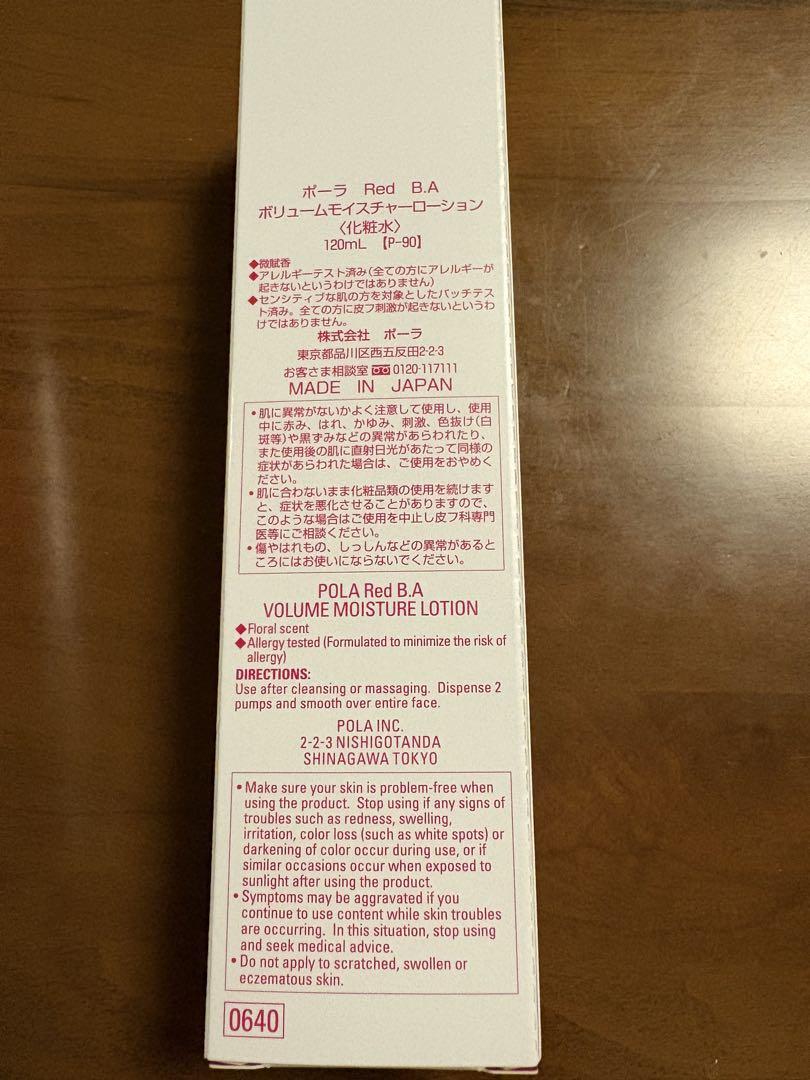 ポーラ Red B.A
ボリュームモイスチャーローション
〈化粧水〉
120mL 【P-90】
◆微賦香
◆アレルギーテスト済み（全ての方にアレルギーが
起きないというわけではありません）
◆センシティブな肌の方を対象としたパッチテス
ト済み。全ての方に皮フ刺激が起きないというわ
けではありません。
株式会社 ポーラ
東京都品川区西五反田2-2-3
お客さま相談室 0120-117111
MADE IN JAPAN
• 肌に異常がないかよく注意して使用し、使用
中に赤み、はれ、かゆみ、刺激、色抜け（白
斑等）や黒ずみなどの異常があらわれたり、
また使用後の肌に直射日光があたって同様の
症状があらわれた場合は、ご使用をおやめく
ださい。
• 肌に合わないまま化粧品類の使用を続けます
と、症状を悪化させることがありますので、
このような場合はご使用を中止し皮フ科専門
医等にご相談ください。
• 傷やはれもの、しっしんなどの異常があると
ころにはお使いにならないでください。
POLA Red B.A
VOLUME MOISTURE LOTION
◆Floral scent
◆Allergy tested (Formulated to minimize the risk of
allergy)
DIRECTIONS:
Use after cleansing or massaging. Dispense 2
pumps and smooth over entire face.
POLA INC.
2-2-3 NISHIGOTANDA
SHINAGAWA TOKYO
• Make sure your skin is problem-free when
using the product. Stop using if any signs of
troubles such as redness, swelling,
irritation, color loss (such as white spots) or
darkening of color occur during use, or if
similar occasions occur when exposed to
sunlight after using the product.
• Symptoms may be aggravated if you
continue to use content while skin troubles
are occurring. In this situation, stop using
and seek medical advice.
• Do not apply to scratched, swollen or
eczematous skin.
0640